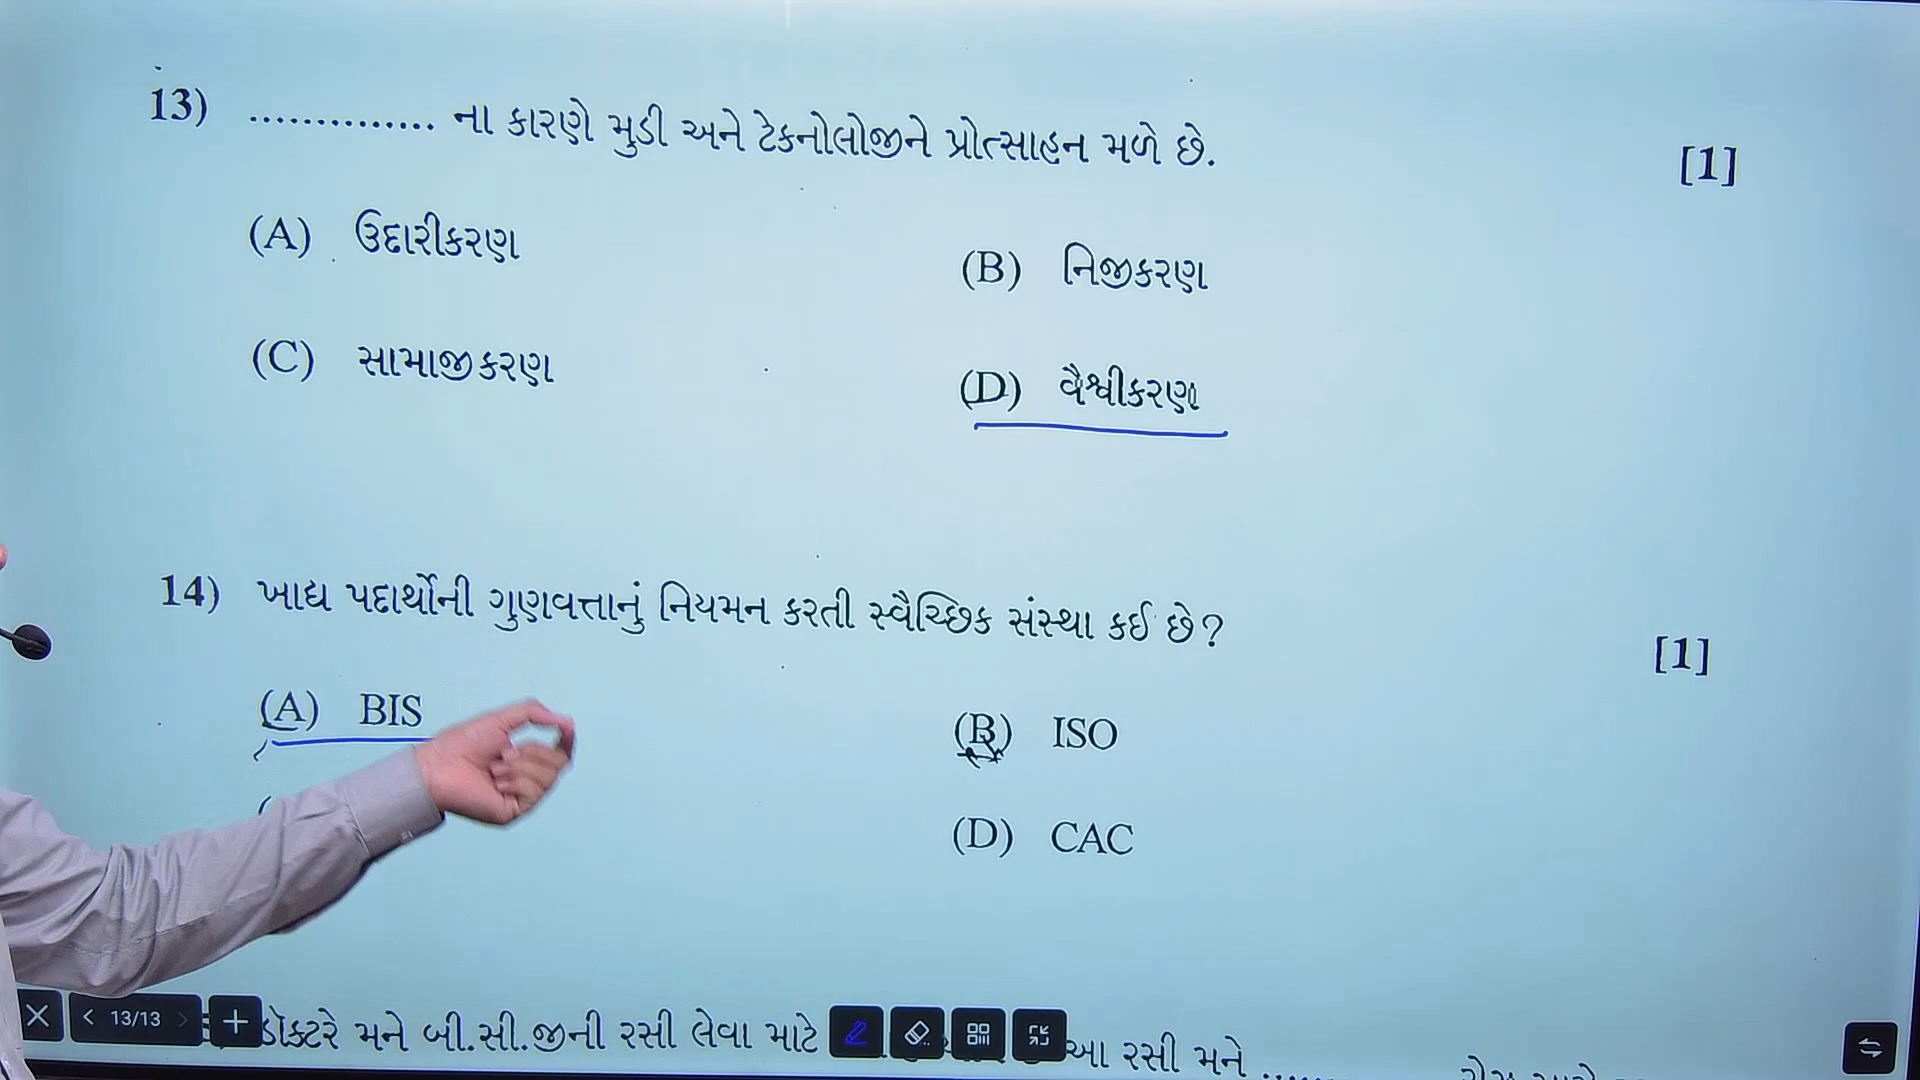 13) .............. ના કારણે મુડી અને ટેકનોલોજીને પ્રોત્સાહન મળે છે. [1]
(A) ઉદારીકરણ (B) નિજીકરણ
(C) સામાજીકરણ (D) વૈશ્વીકરણ
14) ખાદ્ય પદાર્થોની ગુણવત્તાનું નિયમન કરતી સ્વૈચ્છિક સંસ્થા કઈ છે? [1]
(A) BIS (B) ISO
(D) CAC
13/13
ડૉક્ટરે મને બી.સી.જીની રસી લેવા માટે આ રસી મને